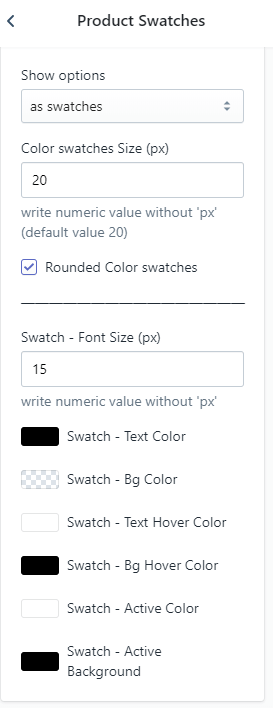 Product Swatches
Show options
as swatches
Color swatches Size (px)
20
write numeric value without 'px'
(default value 20)
Rounded Color swatches
Swatch - Font Size (px)
15
write numeric value without 'px'
Swatch - Text Color
Swatch - Bg Color
Swatch - Text Hover Color
Swatch - Bg Hover Color
Swatch - Active Color
Swatch - Active
Background